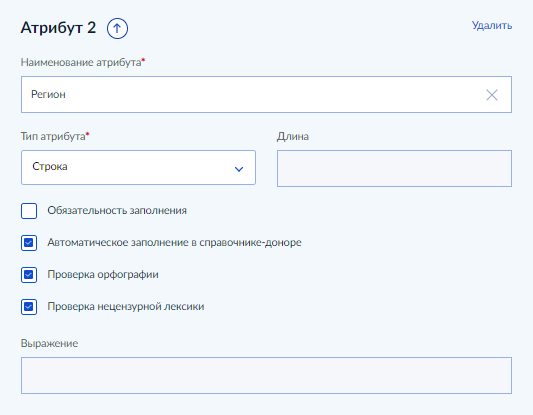 Атрибут 2
Удалить
Наименование атрибута*
Регион
Тип атрибута*
Длина
Строка
Обязательность заполнения
Автоматическое заполнение в справочнике-доноре
Проверка орфографии
Проверка нецензурной лексики
Выражение